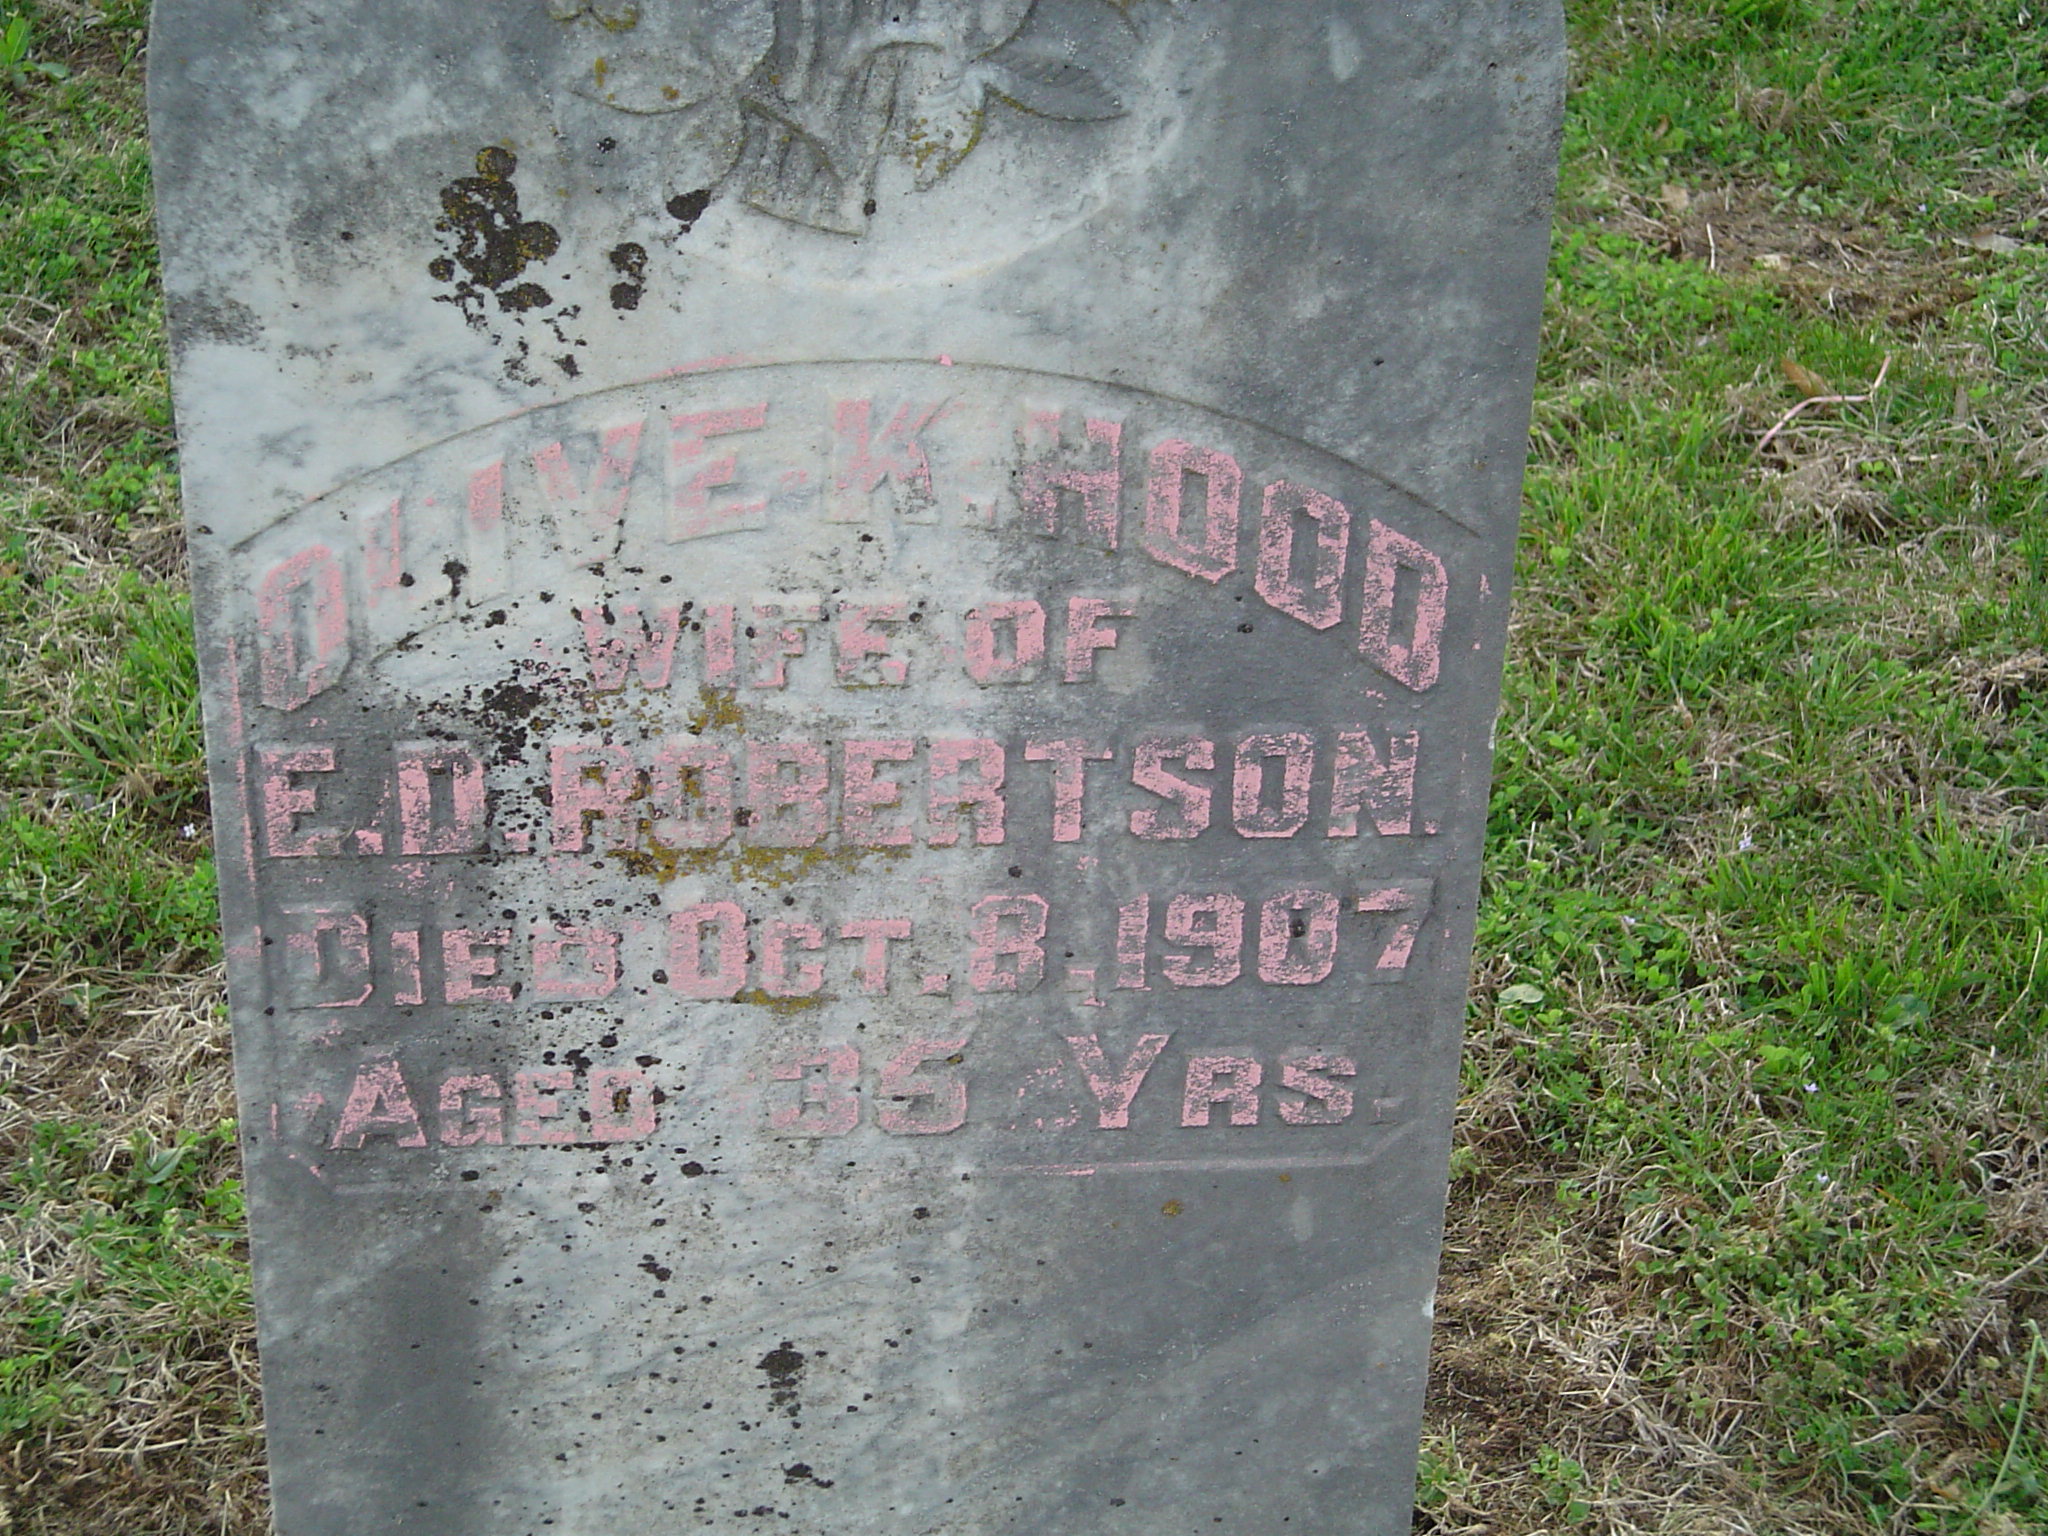 OLIVE. K. HOOD
WIFE OF
E. D. ROBERTSON.
DIED OCT. 8, 1907
AGED 35 YRS.